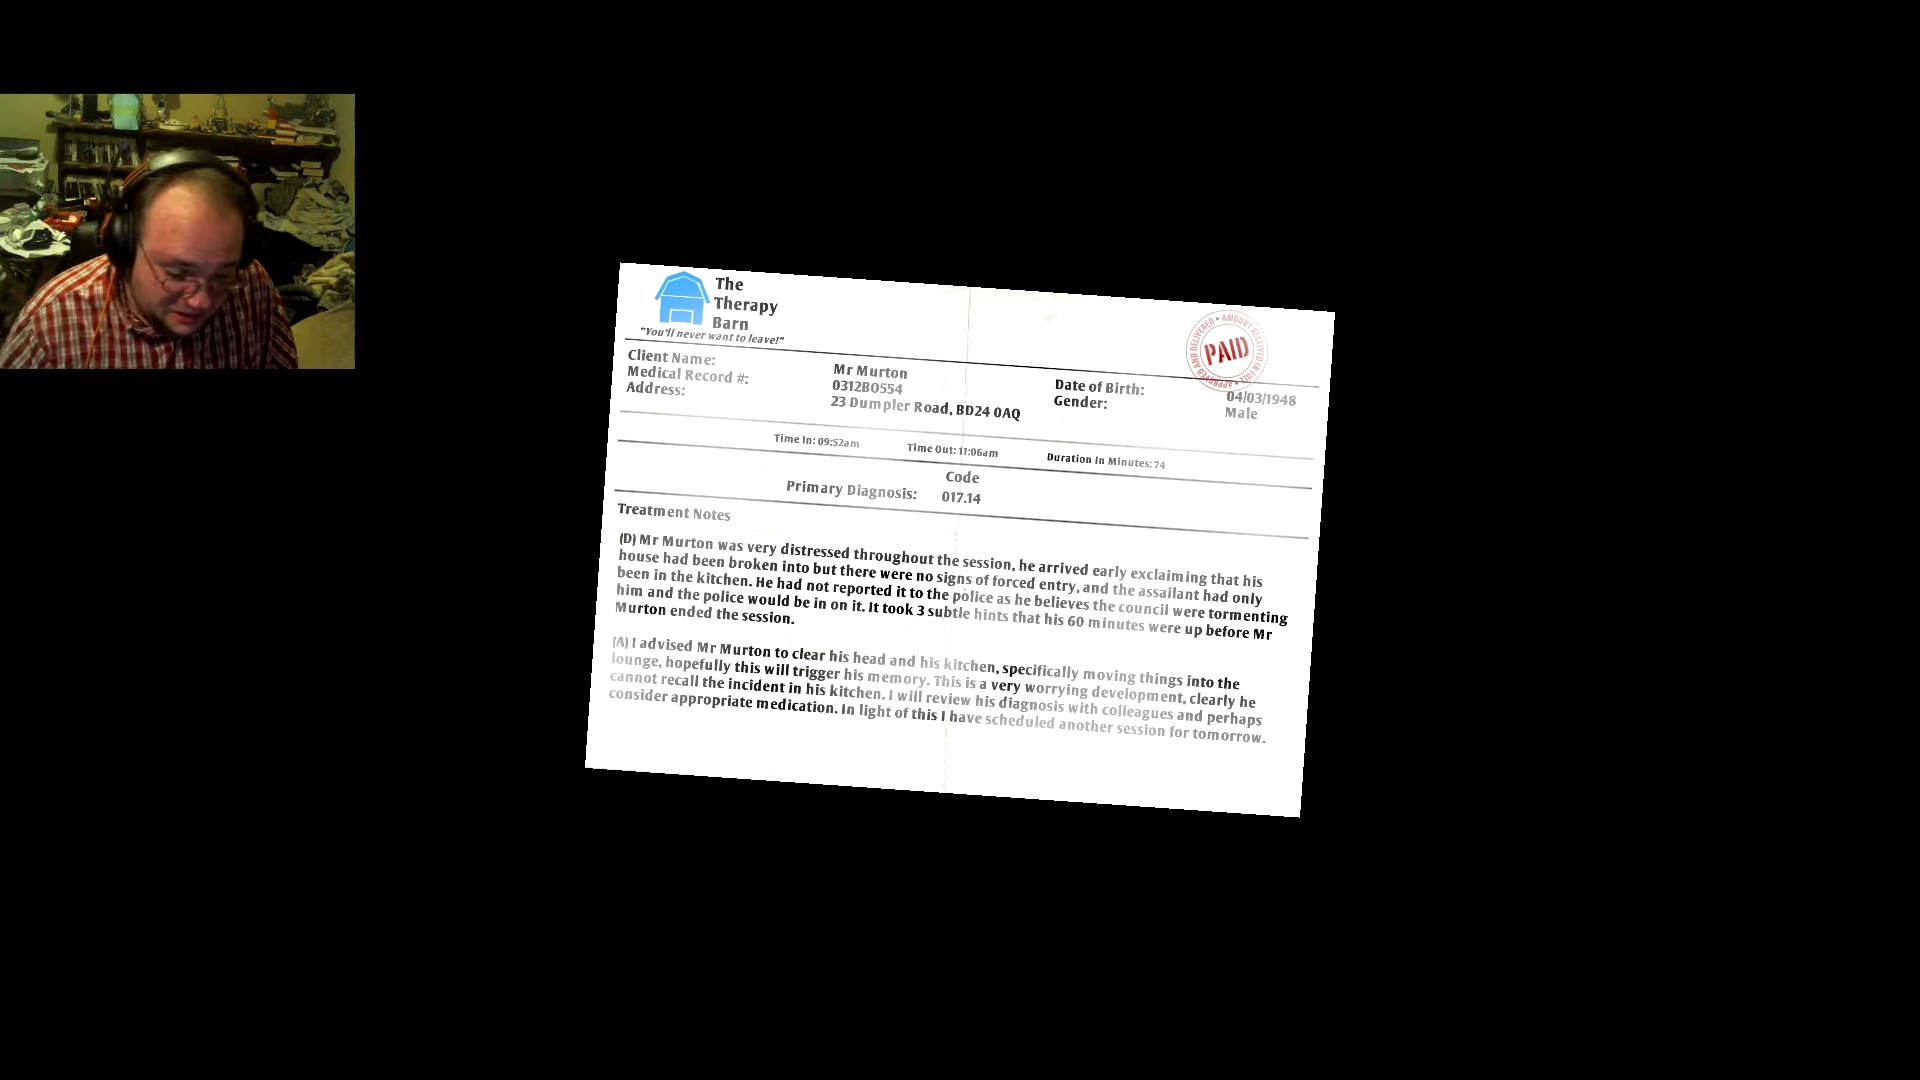 The
Therapy
Barn
"You'll never want to leave!"
AMOUNT RECEIVED IN FULL • APPROVED AND DELIVERED •
PAID
Client Name: Mr Murton Date of Birth: 04/03/1948
Medical Record #: 0312B0554 Gender: Male
Address: 23 Dumpler Road, BD24 0AQ
Time In: 09:52am Time Out: 11:06am Duration In Minutes: 74
Code
Primary Diagnosis: 017.14
Treatment Notes
(D) Mr Murton was very distressed throughout the session, he arrived early exclaiming that his
house had been broken into but there were no signs of forced entry, and the assailant had only
been in the kitchen. He had not reported it to the police as he believes the council were tormenting
him and the police would be in on it. It took 3 subtle hints that his 60 minutes were up before Mr
Murton ended the session.
(A) I advised Mr Murton to clear his head and his kitchen, specifically moving things into the
lounge, hopefully this will trigger his memory. This is a very worrying development, clearly he
cannot recall the incident in his kitchen. I will review his diagnosis with colleagues and perhaps
consider appropriate medication. In light of this I have scheduled another session for tomorrow.